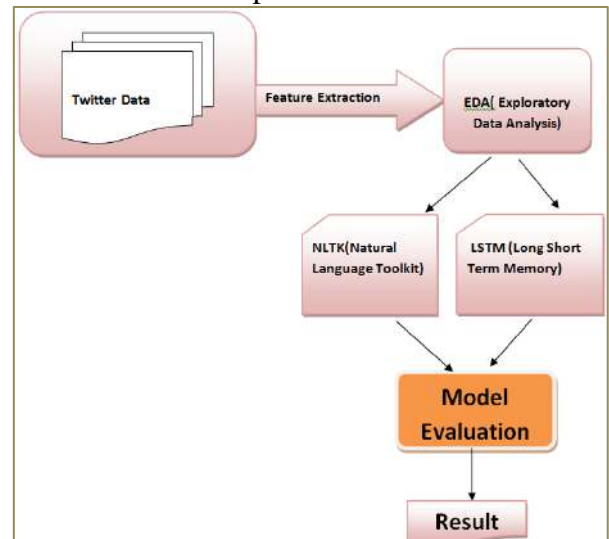 Twitter Data
Feature Extraction
EDA( Exploratory
Data Analysis)
NLTK(Natural
Language Toolkit)
LSTM (Long Short
Term Memory)
Model
Evaluation
Result